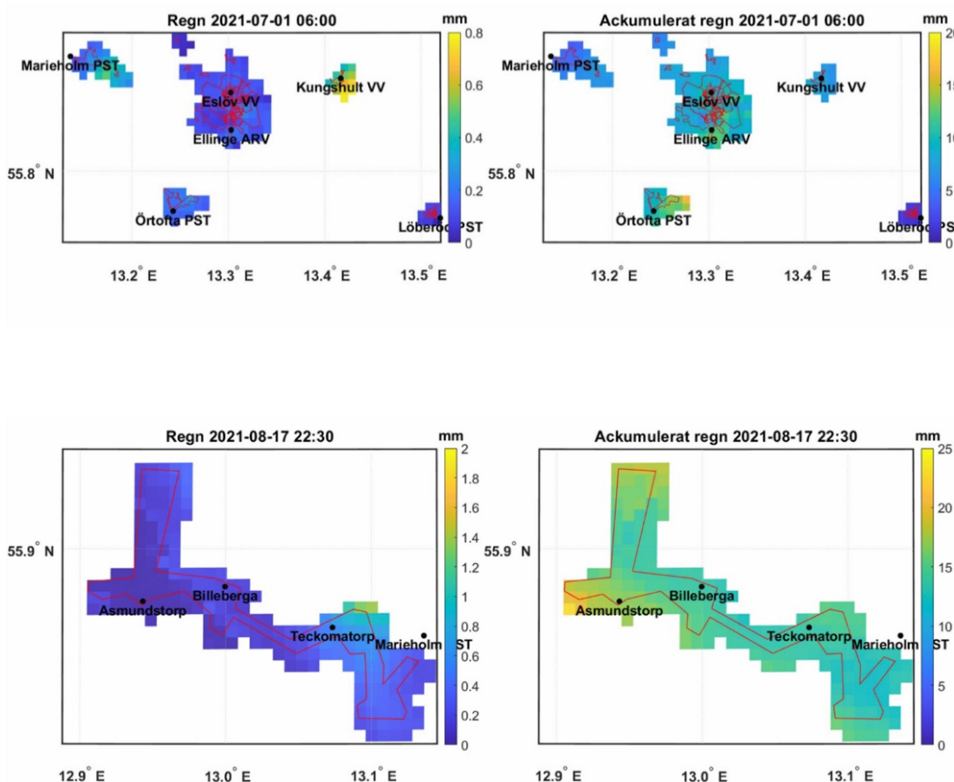 Regn 2021-07-01 06:00
mm
0.8
0.6
0.4
0.2
0
Marieholm PST
Kungshult VV
Eslöv VV
Ellinge ARV
55.8° N
Örtofta PST
Löberöd PST
13.2° E
13.3° E
13.4° E
13.5° E
Ackumulerat regn 2021-07-01 06:00
mm
20
15
10
5
0
Marieholm PST
Kungshult VV
Eslöv VV
Ellinge ARV
55.8° N
Örtofta PST
Löberöd PST
13.2° E
13.3° E
13.4° E
13.5° E
Regn 2021-08-17 22:30
mm
2
1.8
1.6
1.4
1.2
1
0.8
0.6
0.4
0.2
0
55.9° N
Billeberga
Asmundstorp
Teckomatorp
Marieholm PST
12.9° E
13.0° E
13.1° E
Ackumulerat regn 2021-08-17 22:30
mm
25
20
15
10
5
0
55.9° N
Billeberga
Asmundstorp
Teckomatorp
Marieholm PST
12.9° E
13.0° E
13.1° E